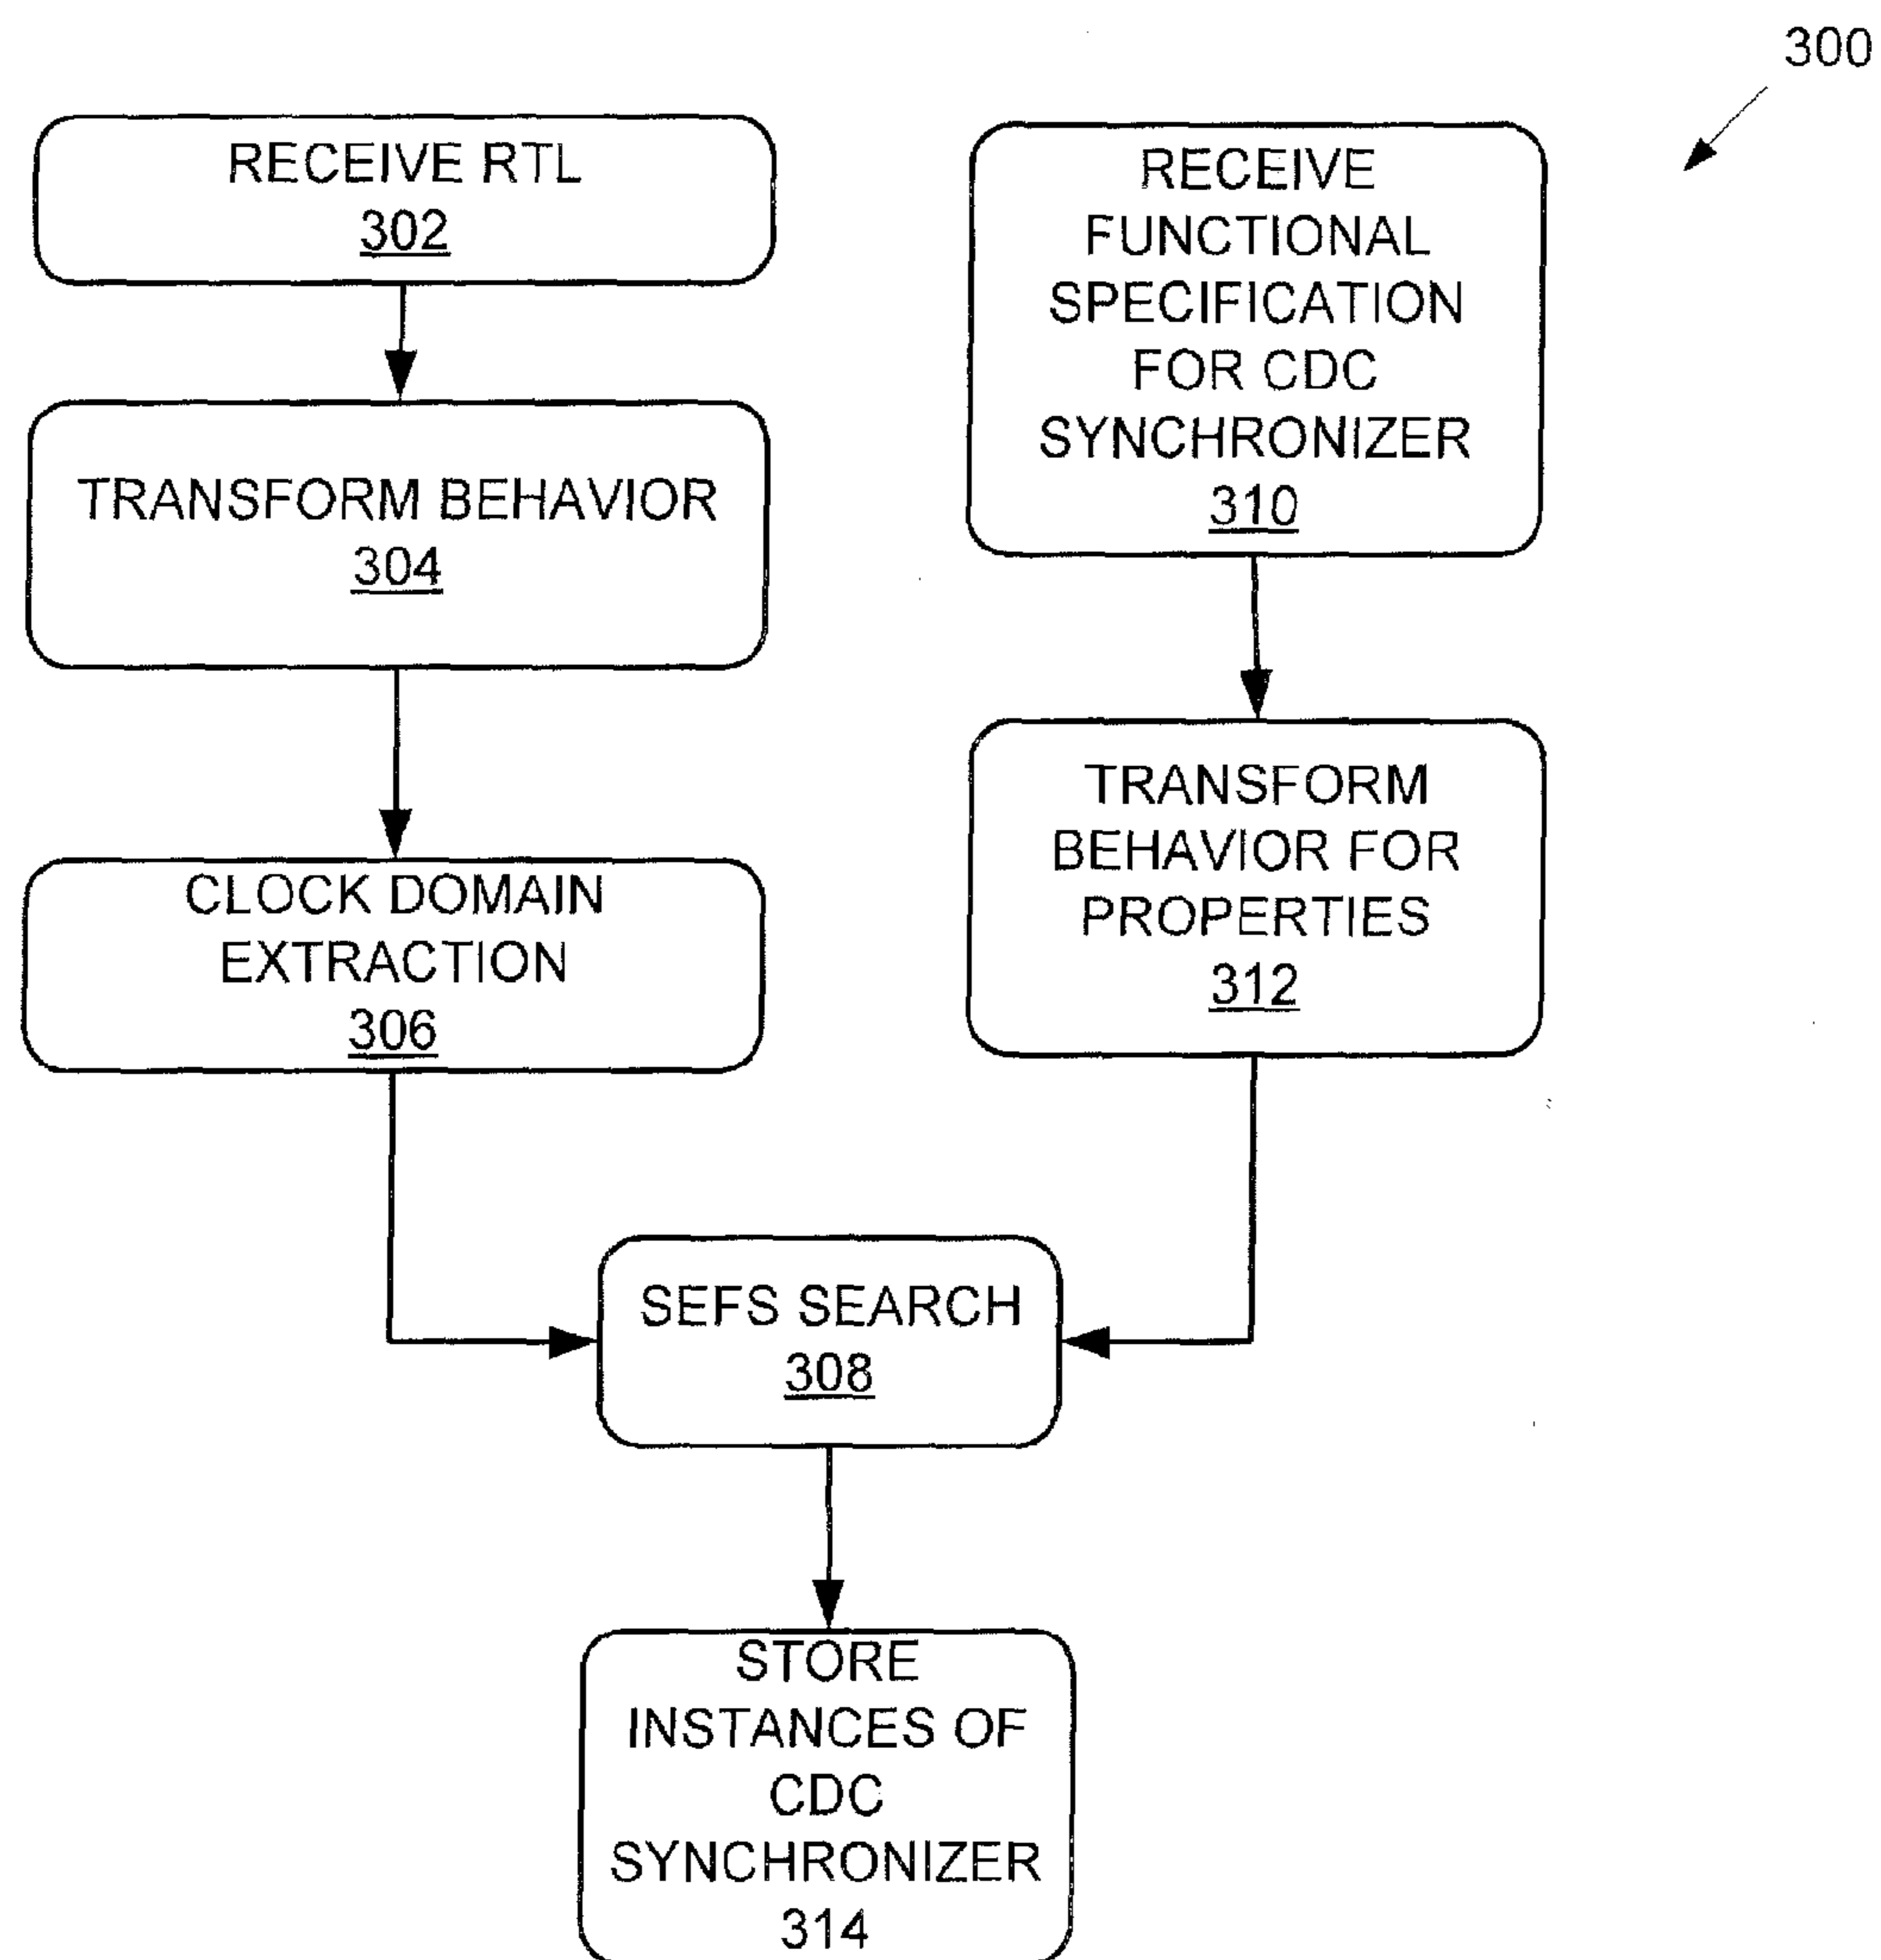 300
RECEIVE RTL
302
TRANSFORM BEHAVIOR
304
CLOCK DOMAIN
EXTRACTION
306
RECEIVE
FUNCTIONAL
SPECIFICATION
FOR CDC
SYNCHRONIZER
310
TRANSFORM
BEHAVIOR FOR
PROPERTIES
312
SEFS SEARCH
308
STORE
INSTANCES OF
CDC
SYNCHRONIZER
314